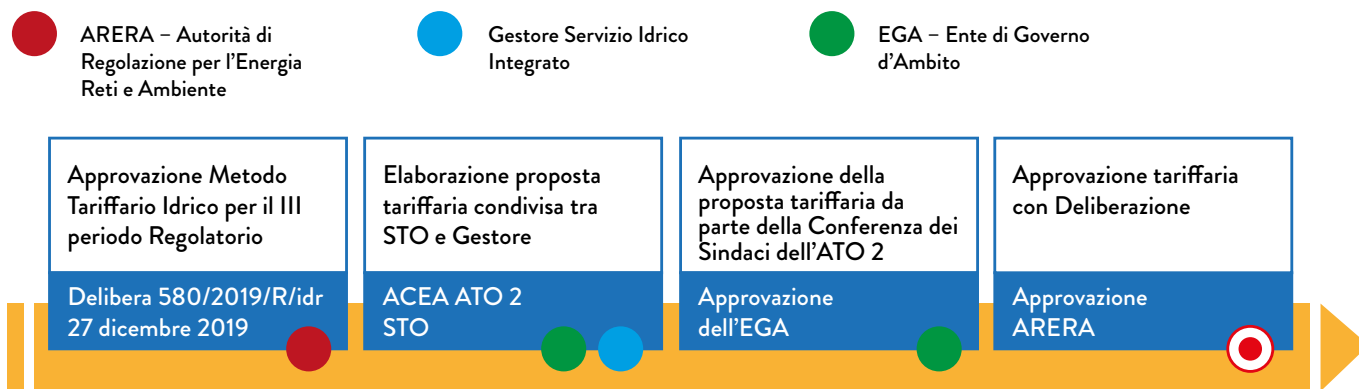 ARERA – Autorità di
Regolazione per l'Energia
Reti e Ambiente
Gestore Servizio Idrico
Integrato
EGA – Ente di Governo
d'Ambito
Approvazione Metodo
Tariffario Idrico per il III
periodo Regolatorio
Delibera 580/2019/R/idr
27 dicembre 2019
Elaborazione proposta
tariffaria condivisa tra
STO e Gestore
ACEA ATO 2
STO
Approvazione della
proposta tariffaria da
parte della Conferenza dei
Sindaci dell'ATO 2
Approvazione
dell'EGA
Approvazione tariffaria
con Deliberazione
Approvazione
ARERA